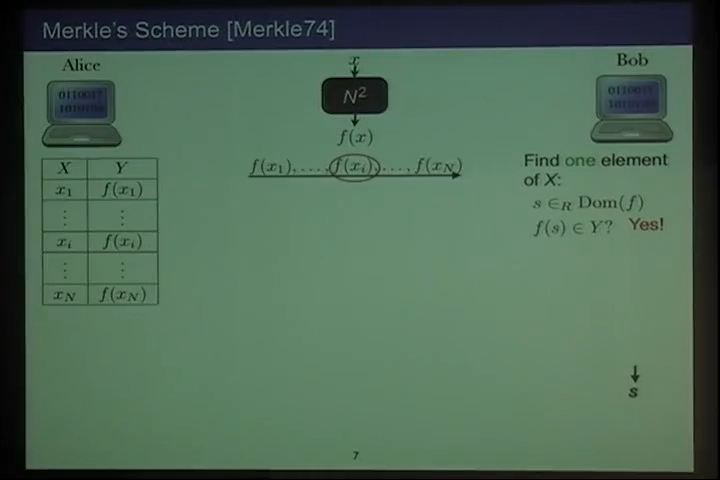 Merkle's Scheme [Merkle74]
Alice
x
Bob
N²
f(x)
X Y
x₁ f(x₁)
⋮ ⋮
xᵢ f(xᵢ)
⋮ ⋮
x_N f(x_N)
f(x₁), ..., f(xᵢ), ..., f(x_N)
Find one element
of X:
s ∈_R Dom(f)
f(s) ∈ Y? Yes!
s
7